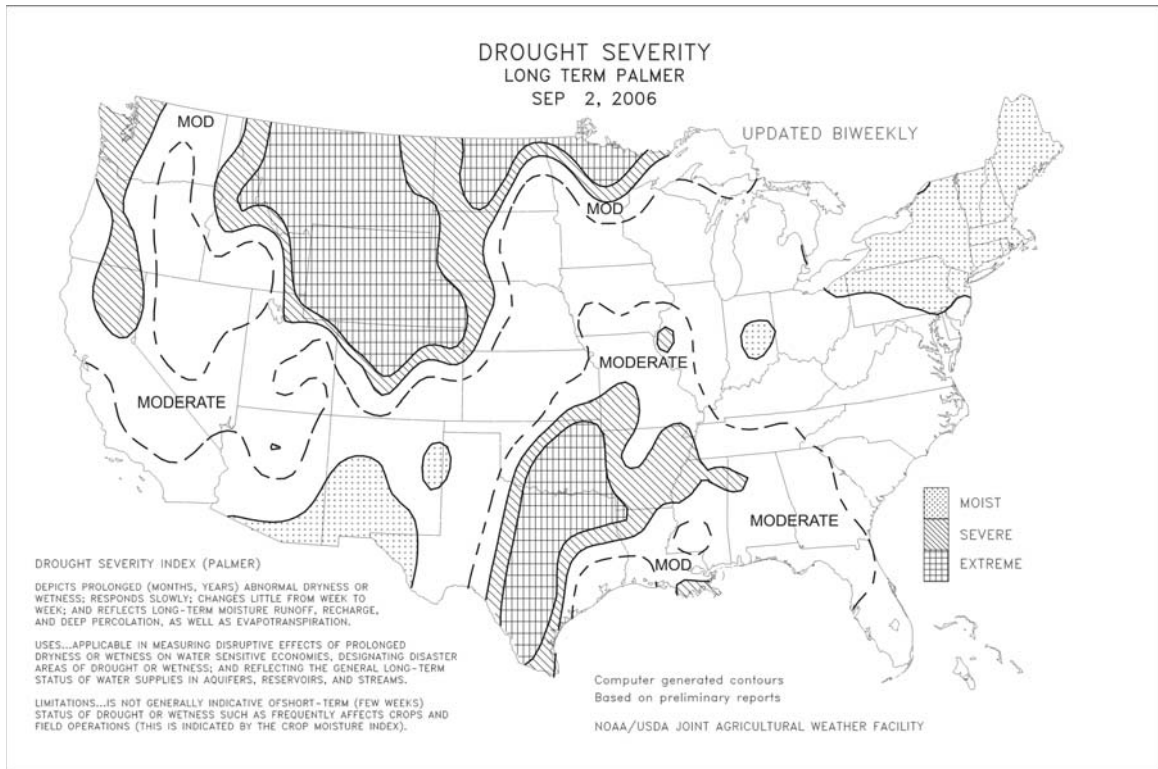 DROUGHT SEVERITY
LONG TERM PALMER
SEP 2, 2006
UPDATED BIWEEKLY
MOD
MOD
MODERATE
MODERATE
MODERATE
MOD
MOIST
SEVERE
EXTREME
DROUGHT SEVERITY INDEX (PALMER)
DEPICTS PROLONGED (MONTHS, YEARS) ABNORMAL DRYNESS OR
WETNESS; RESPONDS SLOWLY; CHANGES LITTLE FROM WEEK TO
WEEK; AND REFLECTS LONG-TERM MOISTURE RUNOFF, RECHARGE,
AND DEEP PERCOLATION, AS WELL AS EVAPOTRANSPIRATION.
USES...APPLICABLE IN MEASURING DISRUPTIVE EFFECTS OF PROLONGED
DRYNESS OR WETNESS ON WATER SENSITIVE ECONOMIES, DESIGNATING DISASTER
AREAS OF DROUGHT OR WETNESS; AND REFLECTING THE GENERAL LONG-TERM
STATUS OF WATER SUPPLIES IN AQUIFERS, RESERVOIRS, AND STREAMS.
LIMITATIONS...IS NOT GENERALLY INDICATIVE OFSHORT-TERM (FEW WEEKS)
STATUS OF DROUGHT OR WETNESS SUCH AS FREQUENTLY AFFECTS CROPS AND
FIELD OPERATIONS (THIS IS INDICATED BY THE CROP MOISTURE INDEX).
Computer generated contours
Based on preliminary reports
NOAA/USDA JOINT AGRICULTURAL WEATHER FACILITY